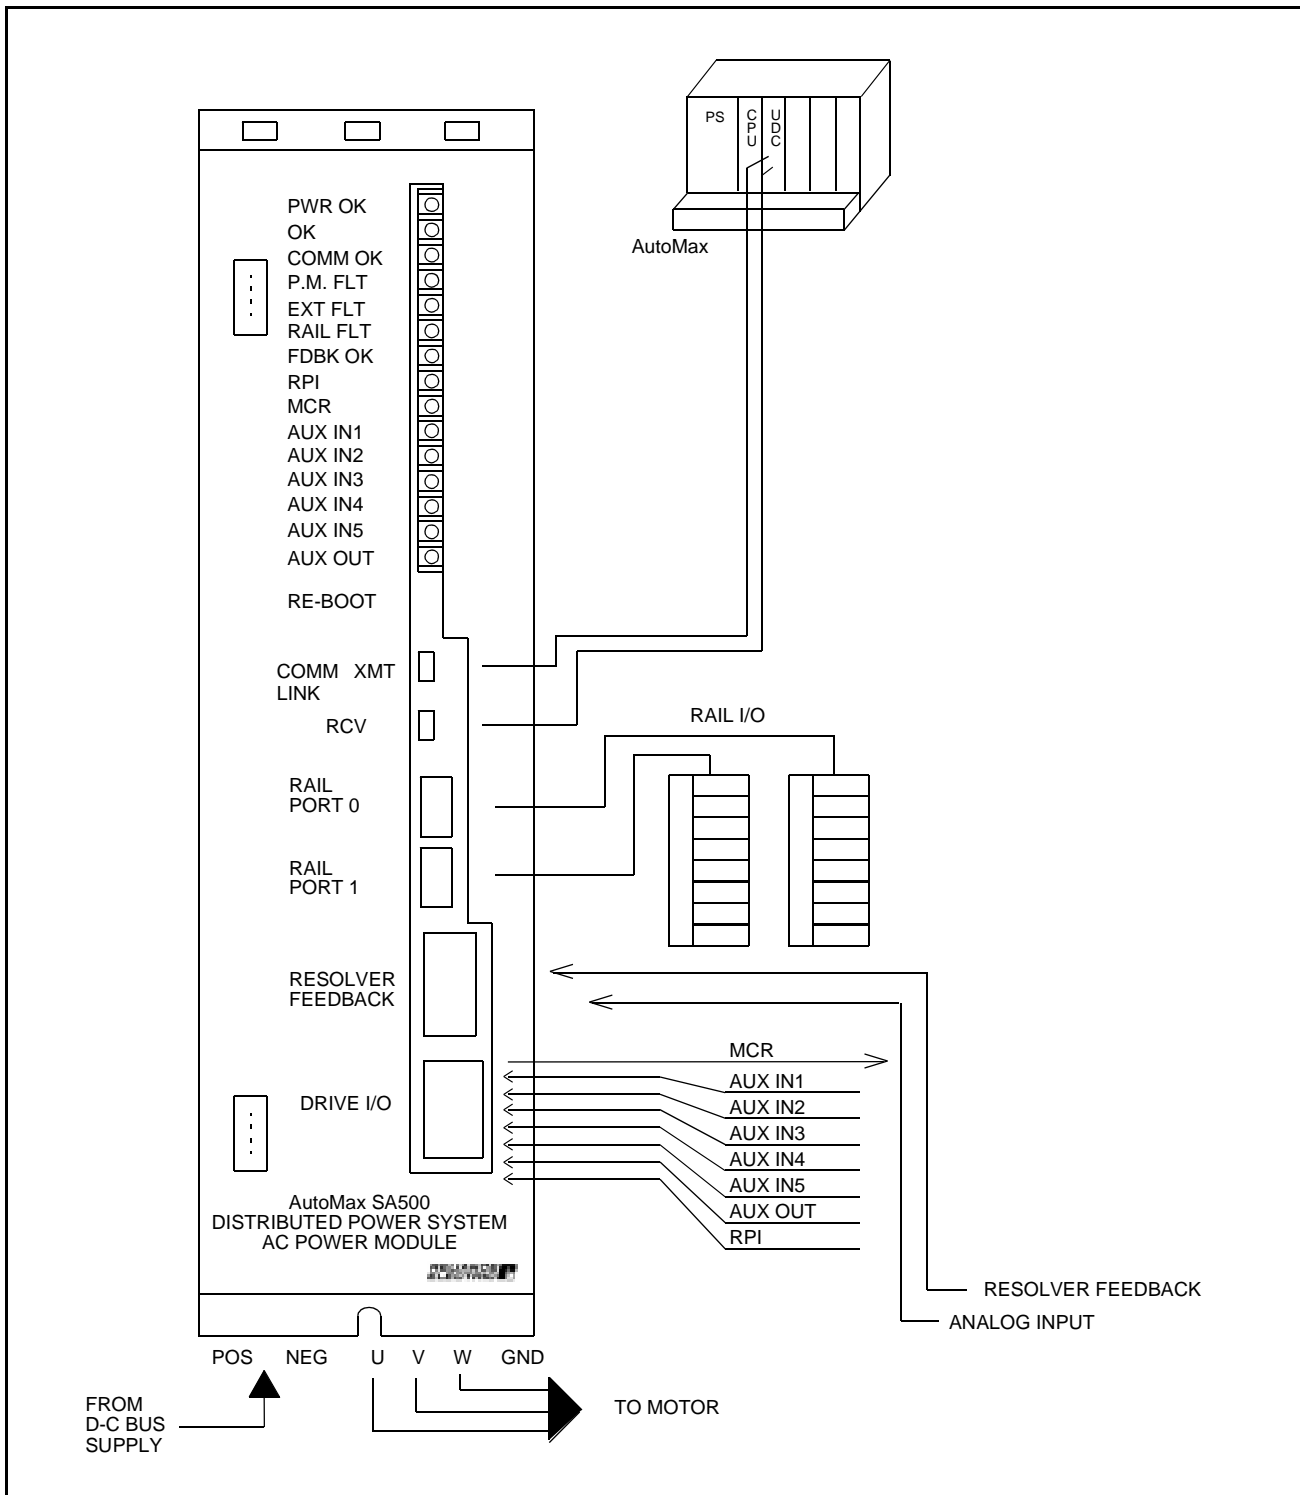 PS
CPU
UDC
AutoMax
PWR OK
OK
COMM OK
P.M. FLT
EXT FLT
RAIL FLT
FDBK OK
RPI
MCR
AUX IN1
AUX IN2
AUX IN3
AUX IN4
AUX IN5
AUX OUT
RE-BOOT
COMM XMT
LINK
RCV
RAIL I/O
RAIL
PORT 0
RAIL
PORT 1
RESOLVER
FEEDBACK
DRIVE I/O
MCR
AUX IN1
AUX IN2
AUX IN3
AUX IN4
AUX IN5
AUX OUT
RPI
AutoMax SA500
DISTRIBUTED POWER SYSTEM
AC POWER MODULE
RELIANCE
ELECTRIC
RESOLVER FEEDBACK
ANALOG INPUT
POS NEG U V W GND
FROM
D-C BUS
SUPPLY
TO MOTOR